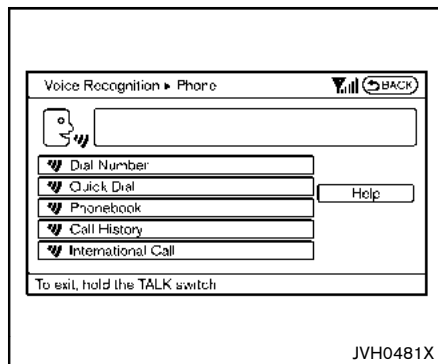 Voice Recognition ▸ Phone BACK
Dial Number
Quick Dial
Help
Phonebook
Call History
International Call
To exit, hold the TALK switch
JVH0481X